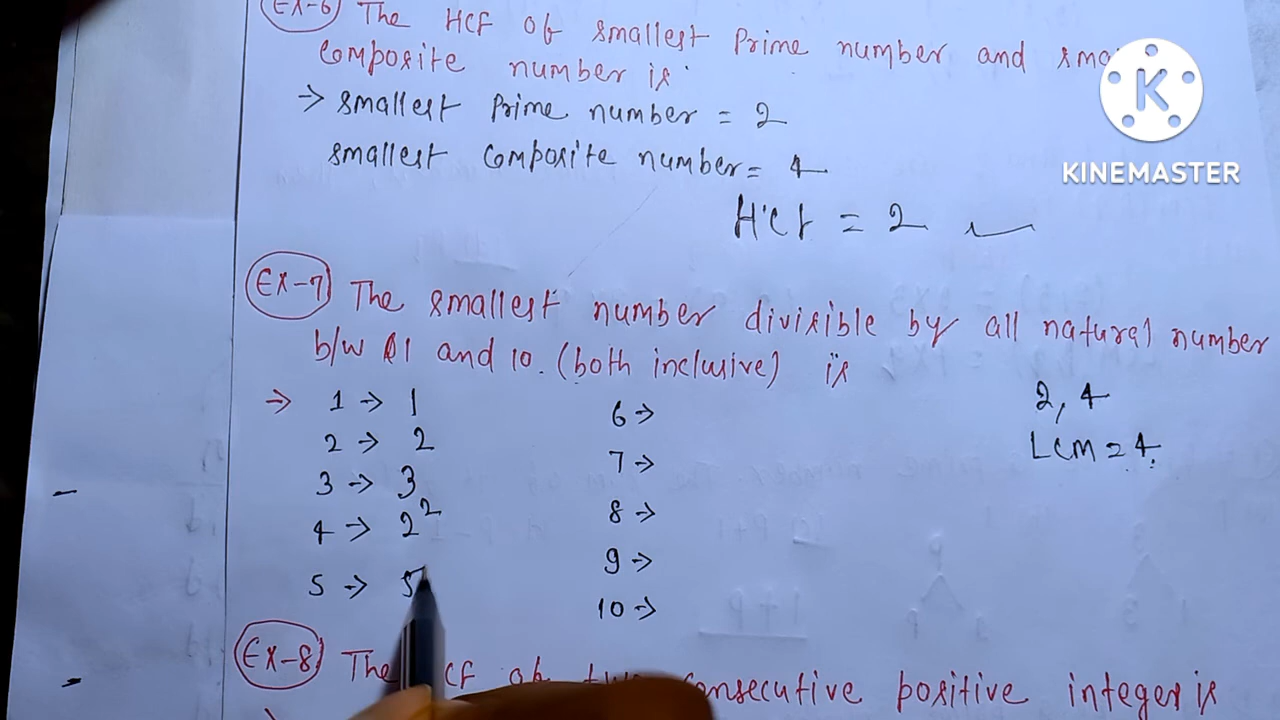 EX-6 The HCF of smallest Prime number and sma
composite number is
→ smallest Prime number = 2
smallest composite number = 4
HCF = 2
EX-7 The smallest number divisible by all natural number
b/w 1 and 10. (both inclusive) is
→ 1 → 1
2 → 2
3 → 3
4 → 2²
5 → 5
6 →
7 →
8 →
9 →
10 →
2, 4
LCM = 4.
EX-8 The CF of consecutive positive integer is
K
KINEMASTER